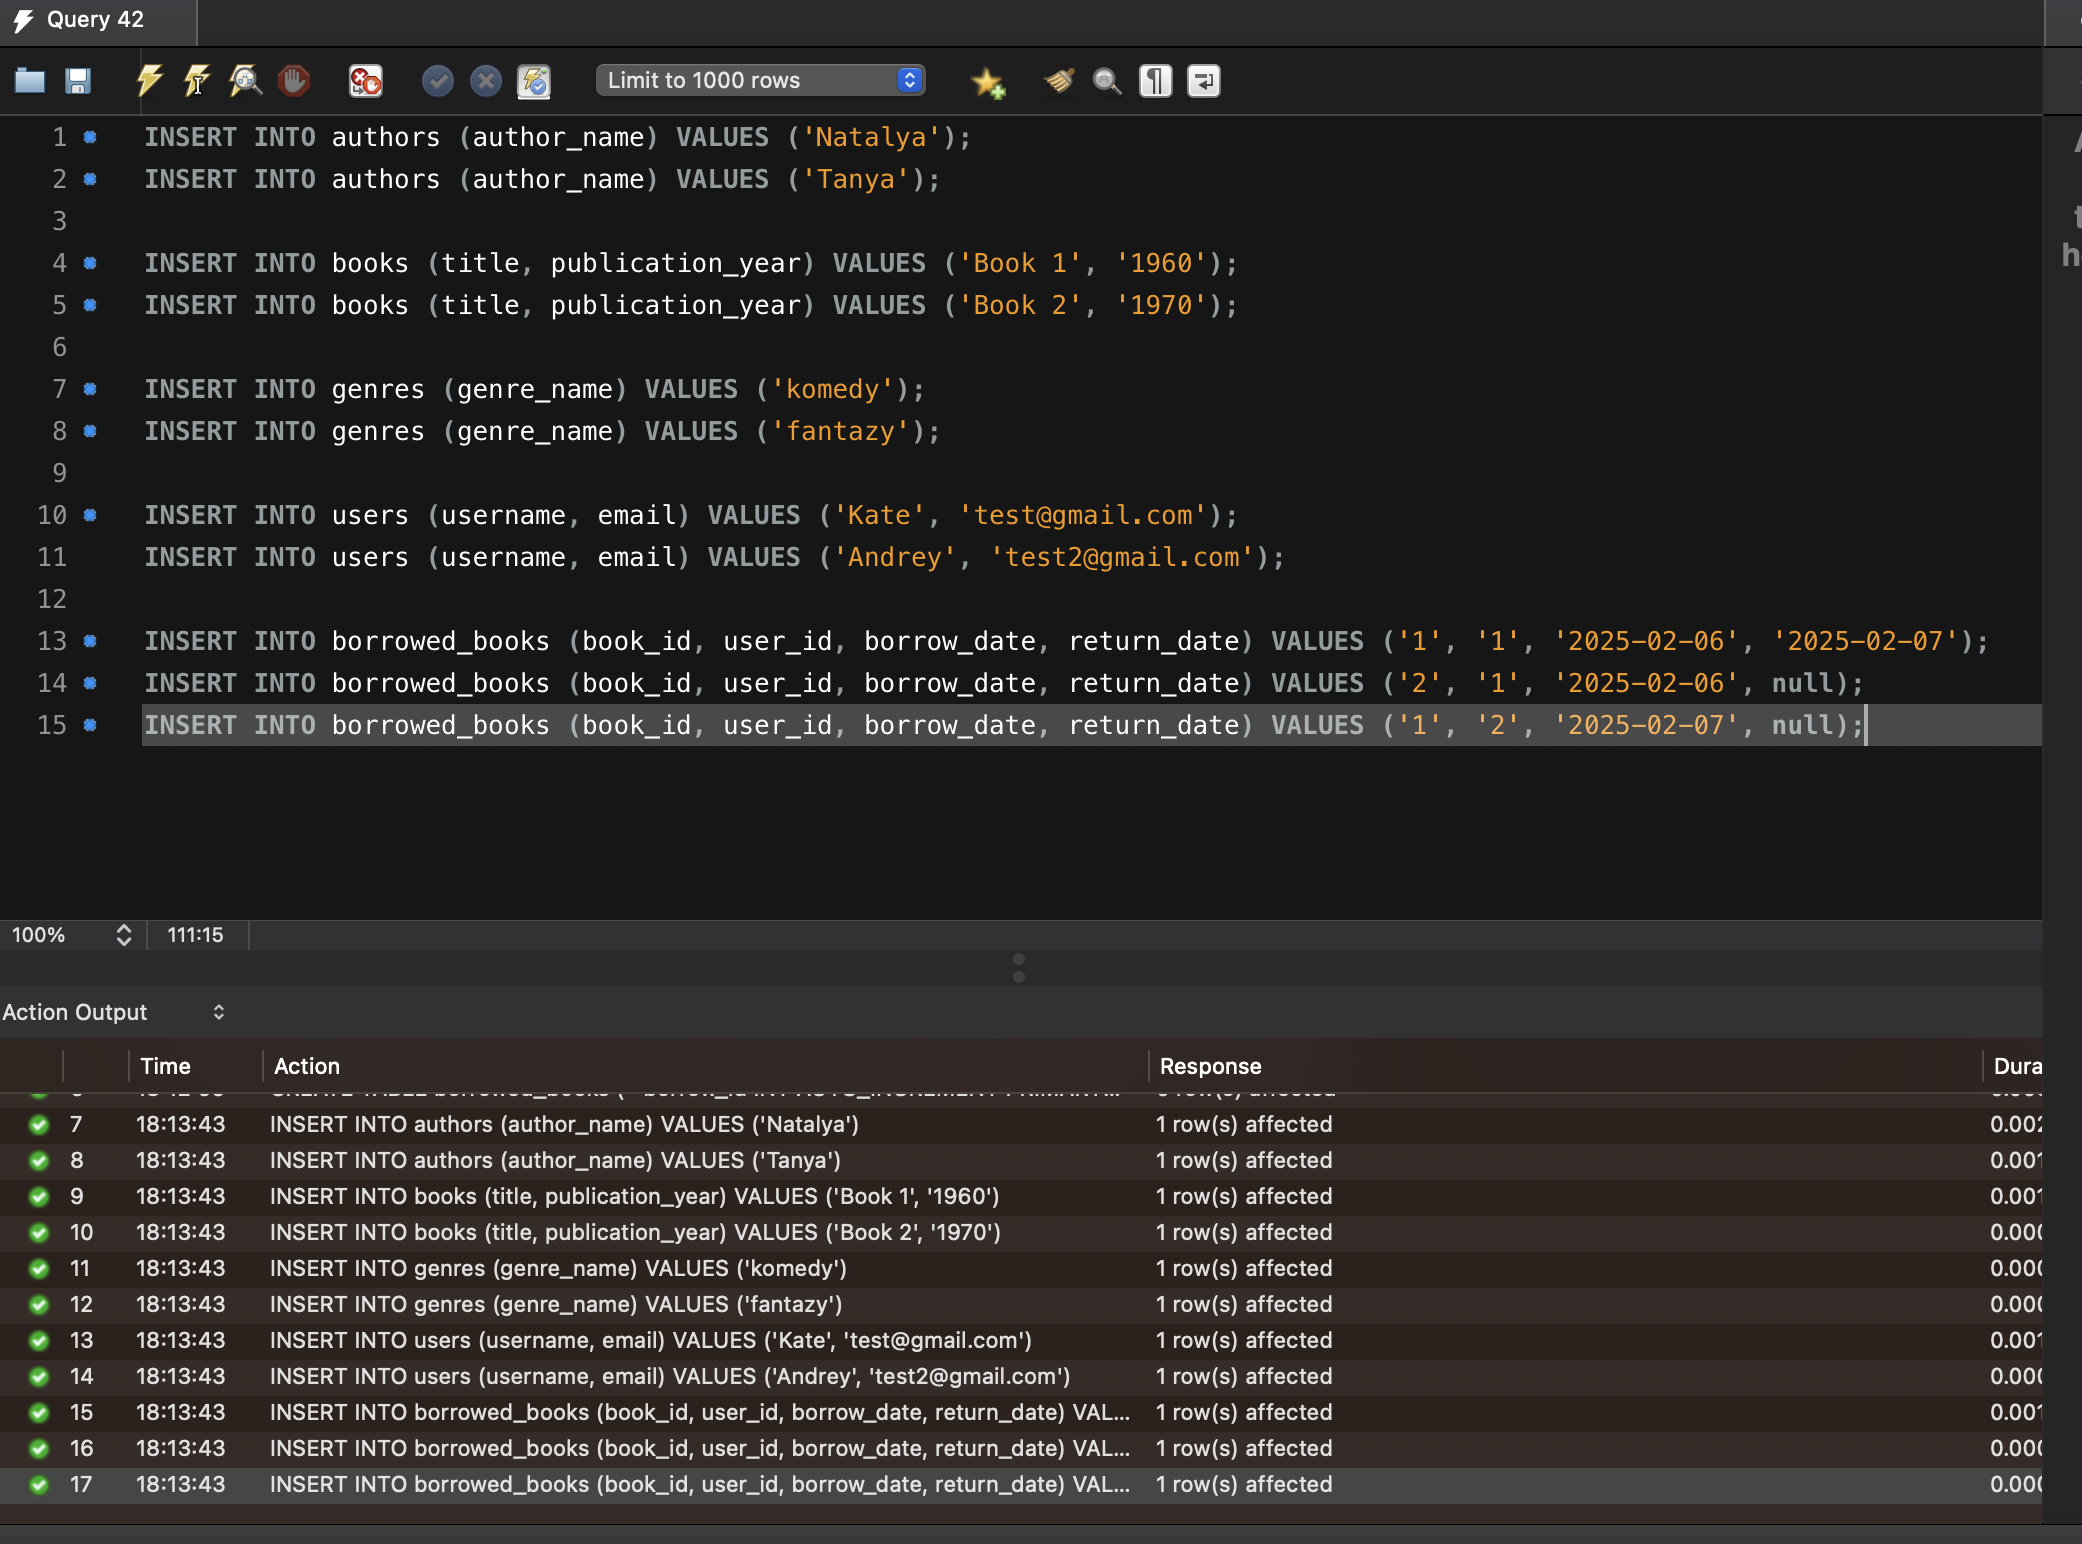 Query 42
Limit to 1000 rows
1 INSERT INTO authors (author_name) VALUES ('Natalya');
2 INSERT INTO authors (author_name) VALUES ('Tanya');
3
4 INSERT INTO books (title, publication_year) VALUES ('Book 1', '1960');
5 INSERT INTO books (title, publication_year) VALUES ('Book 2', '1970');
6
7 INSERT INTO genres (genre_name) VALUES ('komedy');
8 INSERT INTO genres (genre_name) VALUES ('fantazy');
9
10 INSERT INTO users (username, email) VALUES ('Kate', 'test@gmail.com');
11 INSERT INTO users (username, email) VALUES ('Andrey', 'test2@gmail.com');
12
13 INSERT INTO borrowed_books (book_id, user_id, borrow_date, return_date) VALUES ('1', '1', '2025-02-06', '2025-02-07');
14 INSERT INTO borrowed_books (book_id, user_id, borrow_date, return_date) VALUES ('2', '1', '2025-02-06', null);
15 INSERT INTO borrowed_books (book_id, user_id, borrow_date, return_date) VALUES ('1', '2', '2025-02-07', null);
100% 111:15
Action Output
Time Action Response Dura
7 18:13:43 INSERT INTO authors (author_name) VALUES ('Natalya') 1 row(s) affected 0.002
8 18:13:43 INSERT INTO authors (author_name) VALUES ('Tanya') 1 row(s) affected 0.001
9 18:13:43 INSERT INTO books (title, publication_year) VALUES ('Book 1', '1960') 1 row(s) affected 0.001
10 18:13:43 INSERT INTO books (title, publication_year) VALUES ('Book 2', '1970') 1 row(s) affected 0.000
11 18:13:43 INSERT INTO genres (genre_name) VALUES ('komedy') 1 row(s) affected 0.000
12 18:13:43 INSERT INTO genres (genre_name) VALUES ('fantazy') 1 row(s) affected 0.000
13 18:13:43 INSERT INTO users (username, email) VALUES ('Kate', 'test@gmail.com') 1 row(s) affected 0.001
14 18:13:43 INSERT INTO users (username, email) VALUES ('Andrey', 'test2@gmail.com') 1 row(s) affected 0.000
15 18:13:43 INSERT INTO borrowed_books (book_id, user_id, borrow_date, return_date) VAL... 1 row(s) affected 0.001
16 18:13:43 INSERT INTO borrowed_books (book_id, user_id, borrow_date, return_date) VAL... 1 row(s) affected 0.000
17 18:13:43 INSERT INTO borrowed_books (book_id, user_id, borrow_date, return_date) VAL... 1 row(s) affected 0.000